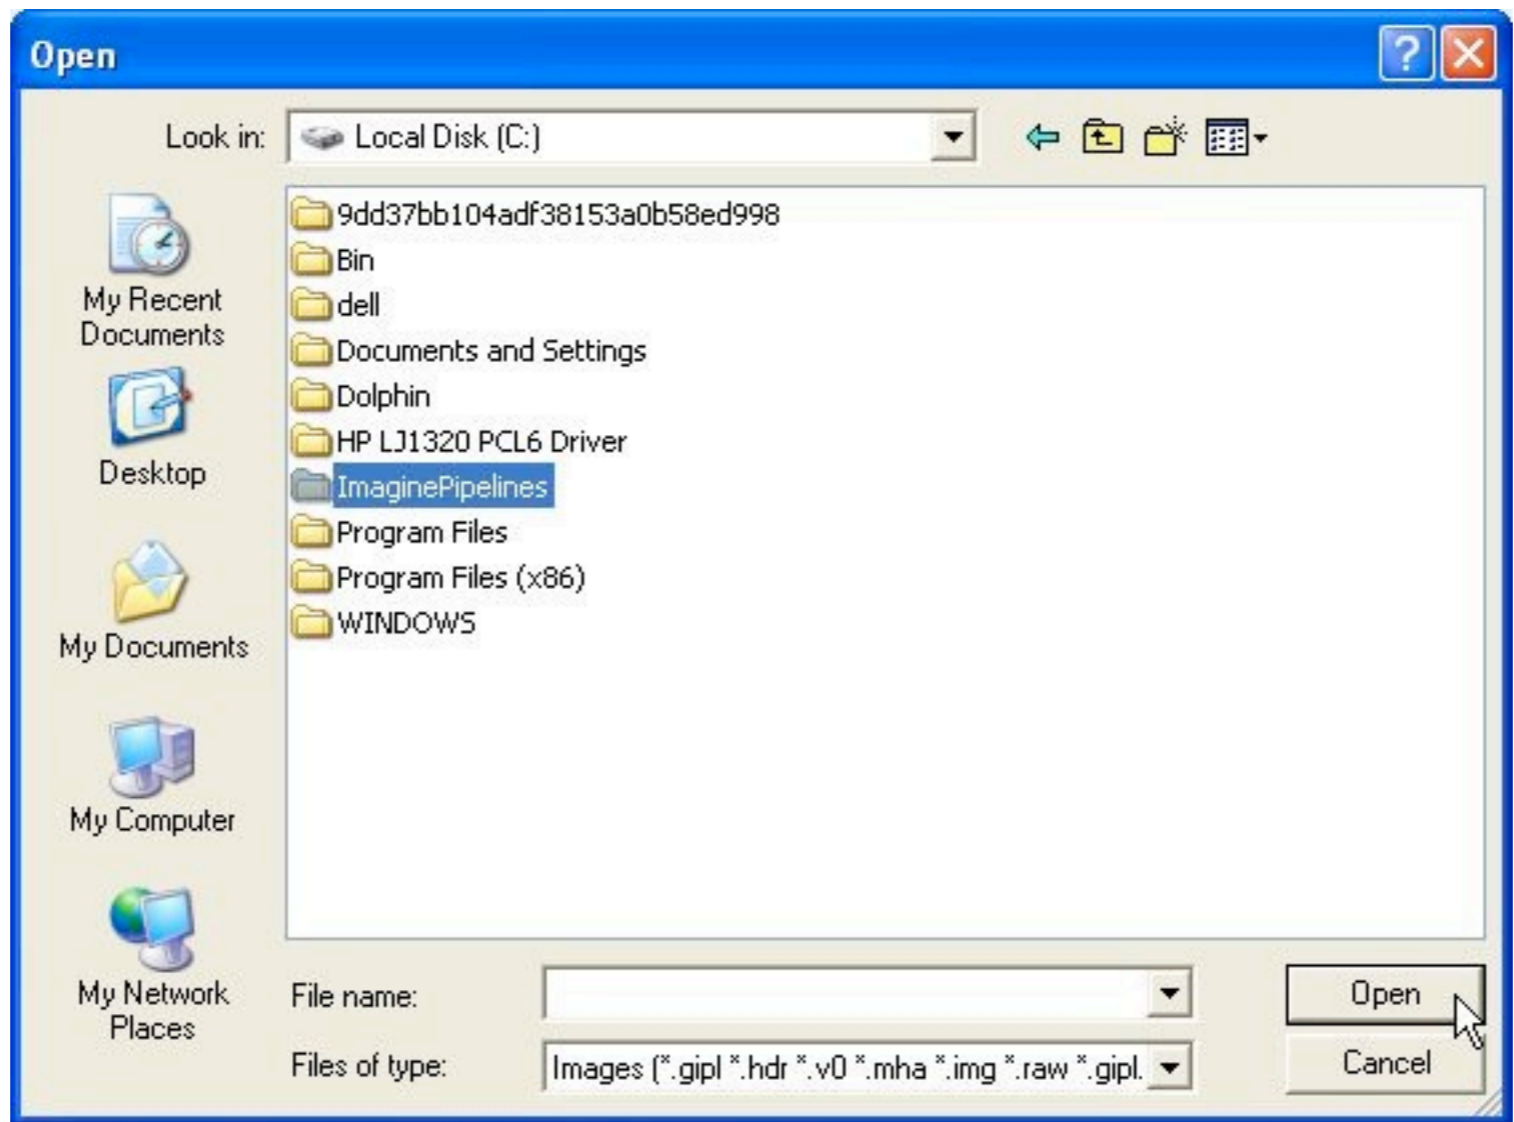 Open
Look in: Local Disk (C:)
My Recent
Documents
Desktop
My Documents
My Computer
My Network
Places
9dd37bb104adf38153a0b58ed998
Bin
dell
Documents and Settings
Dolphin
HP LJ1320 PCL6 Driver
ImaginePipelines
Program Files
Program Files (x86)
WINDOWS
File name:
Open
Files of type: Images (*.gipl *.hdr *.v0 *.mha *.img *.raw *.gipl.
Cancel